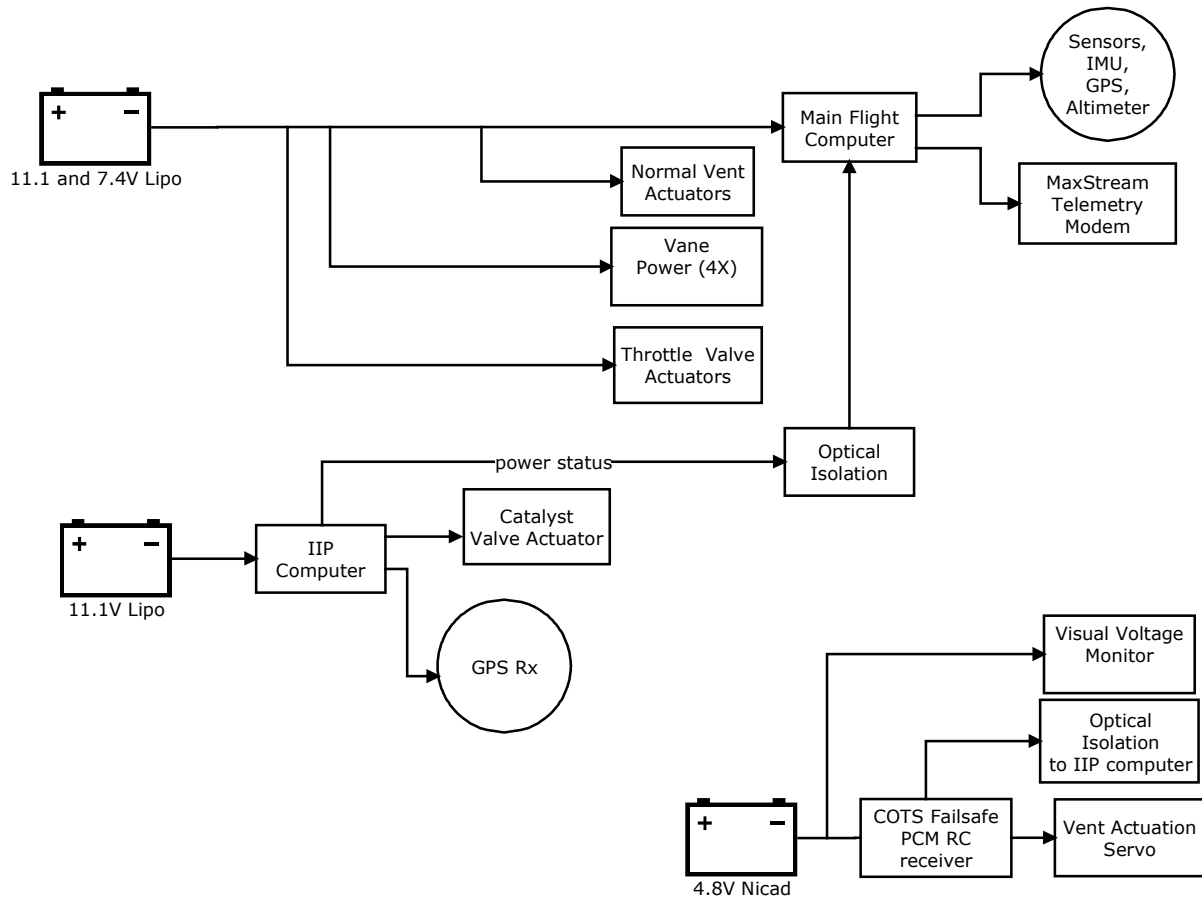 Sensors,
IMU,
GPS,
Altimeter
+ −
11.1 and 7.4V Lipo
Main Flight
Computer
Normal Vent
Actuators
MaxStream
Telemetry
Modem
Vane
Power (4X)
Throttle Valve
Actuators
power status
Optical
Isolation
+ −
11.1V Lipo
IIP
Computer
Catalyst
Valve Actuator
GPS Rx
Visual Voltage
Monitor
Optical
Isolation
to IIP computer
+ −
4.8V Nicad
COTS Failsafe
PCM RC
receiver
Vent Actuation
Servo